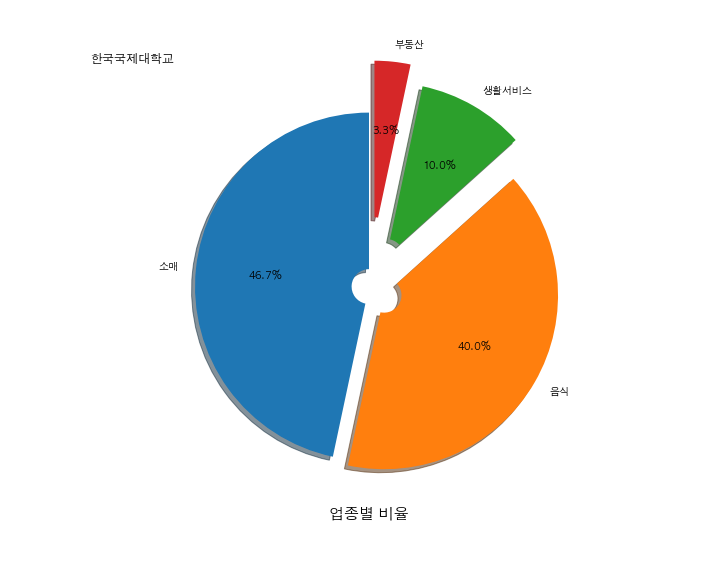 한국국제대학교
부동산
생활서비스
3.3%
10.0%
소매
46.7%
40.0%
음식
업종별 비율